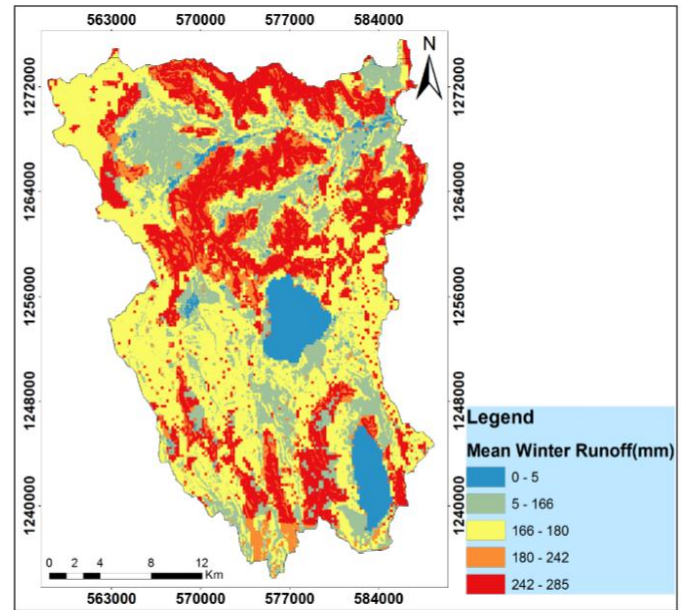 563000 570000 577000 584000
N
1272000 1272000
1264000 1264000
1256000 1256000
1248000 1248000
1240000 1240000
Legend
Mean Winter Runoff(mm)
0 - 5
5 - 166
166 - 180
180 - 242
242 - 285
0 2 4 8 12
Km
563000 570000 577000 584000